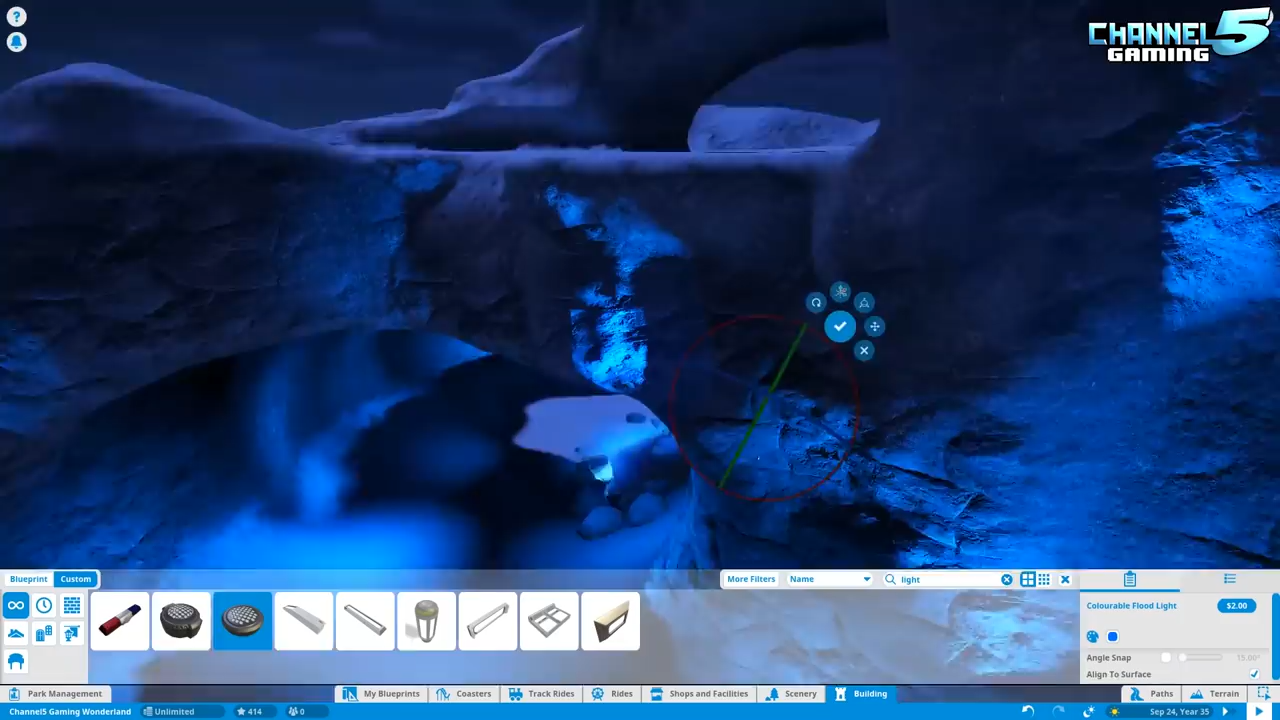 ?
CHANNEL 5
GAMING
Blueprint
Custom
More Filters
Name
light
Colourable Flood Light
$2.00
Angle Snap
15.00°
Align To Surface
Park Management
My Blueprints
Coasters
Track Rides
Rides
Shops and Facilities
Scenery
Building
Paths
Terrain
Channel5 Gaming Wonderland
Unlimited
414
0
Sep 24, Year 35